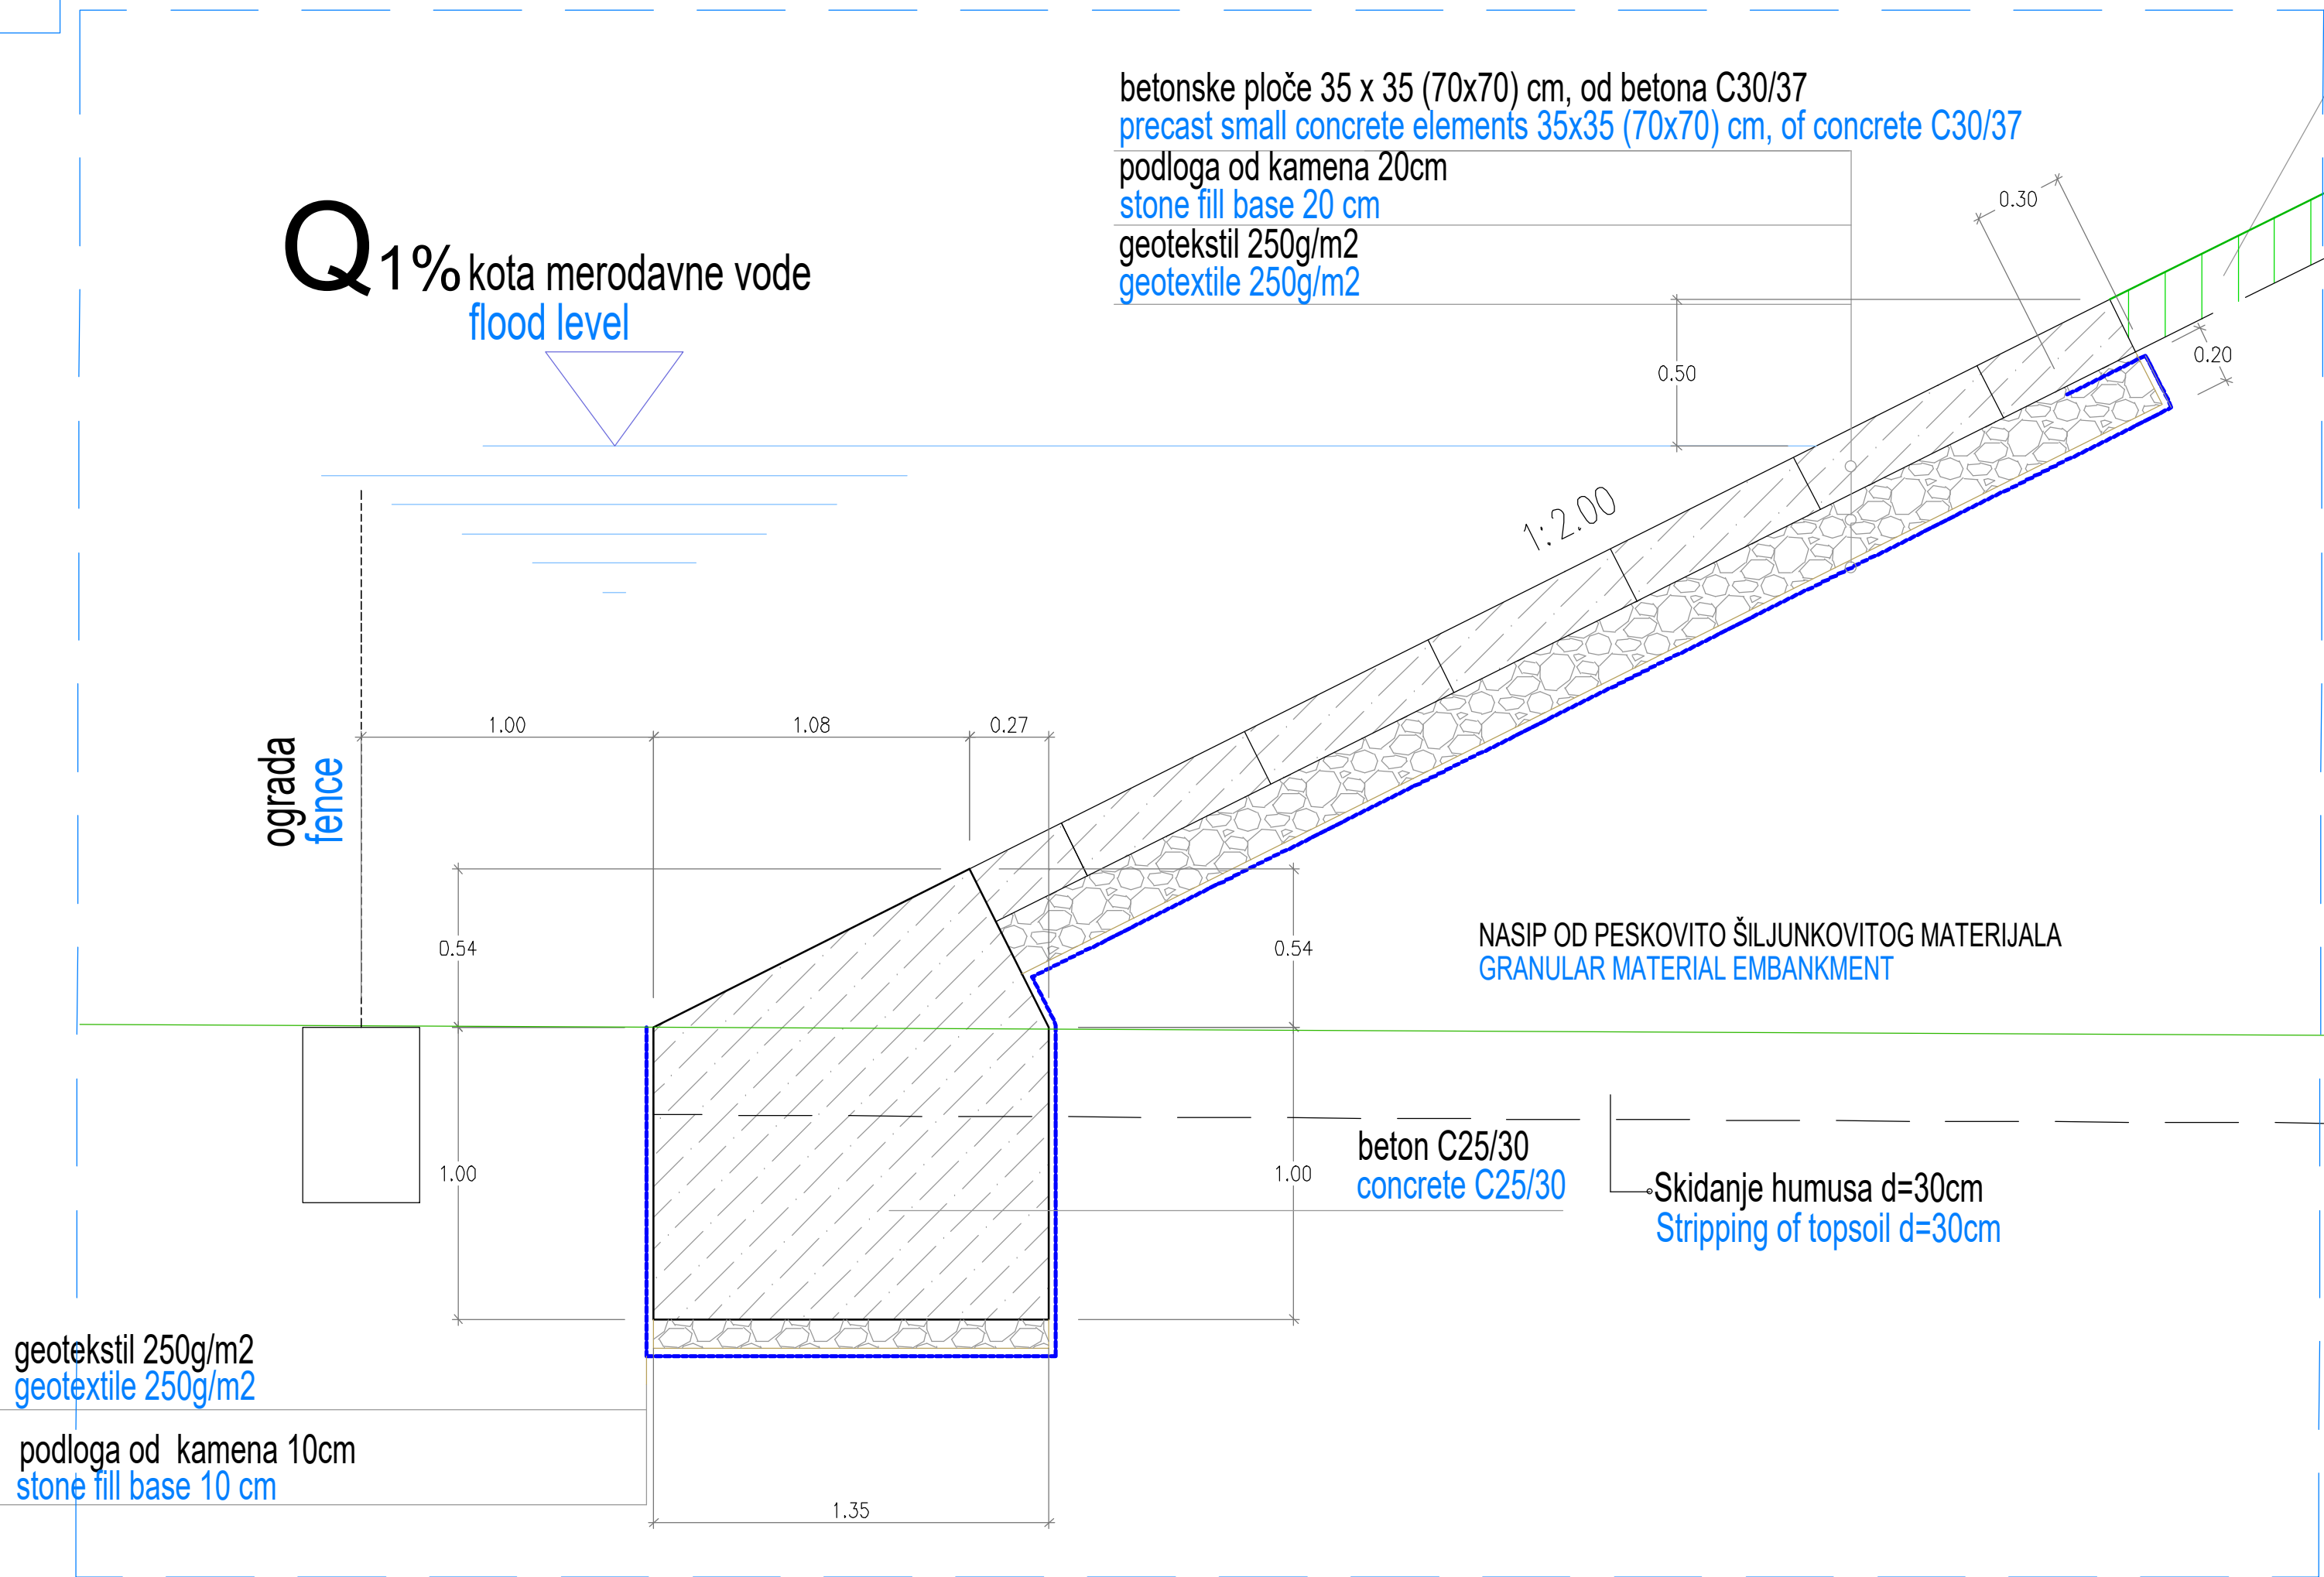 betonske ploče 35 x 35 (70x70) cm, od betona C30/37
precast small concrete elements 35x35 (70x70) cm, of concrete C30/37
podloga od kamena 20cm
stone fill base 20 cm
geotekstil 250g/m2
geotextile 250g/m2
Q1% kota merodavne vode
flood level
0.30
0.20
0.50
1:2.00
ograda
fence
1.00
1.08
0.27
0.54
0.54
NASIP OD PESKOVITO ŠILJUNKOVITOG MATERIJALA
GRANULAR MATERIAL EMBANKMENT
1.00
1.00
beton C25/30
concrete C25/30
Skidanje humusa d=30cm
Stripping of topsoil d=30cm
geotekstil 250g/m2
geotextile 250g/m2
podloga od kamena 10cm
stone fill base 10 cm
1.35